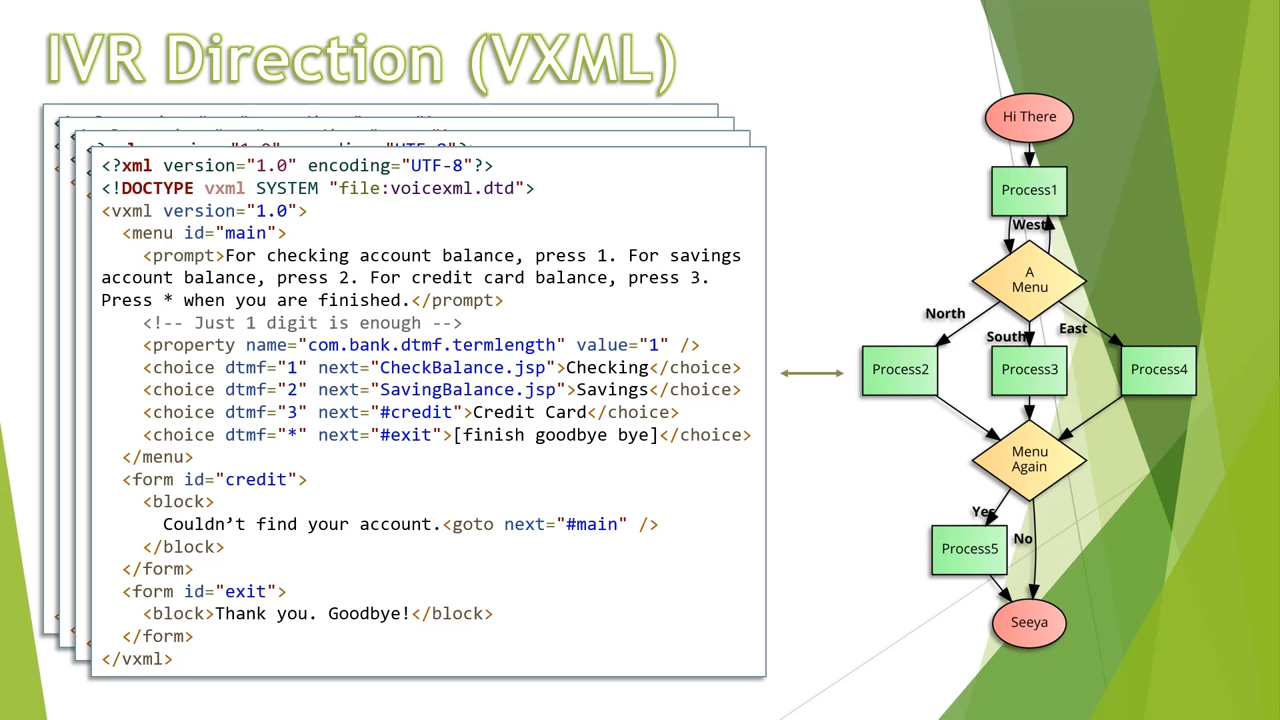 IVR Direction (VXML)
<?xml version="1.0" encoding="UTF-8"?>
<!DOCTYPE vxml SYSTEM "file:voicexml.dtd">
<vxml version="1.0">
<menu id="main">
<prompt>For checking account balance, press 1. For savings
account balance, press 2. For credit card balance, press 3.
Press * when you are finished.</prompt>
<!-- Just 1 digit is enough -->
<property name="com.bank.dtmf.termlength" value="1" />
<choice dtmf="1" next="CheckBalance.jsp">Checking</choice>
<choice dtmf="2" next="SavingBalance.jsp">Savings</choice>
<choice dtmf="3" next="#credit">Credit Card</choice>
<choice dtmf="*" next="#exit">[finish goodbye bye]</choice>
</menu>
<form id="credit">
<block>
Couldn’t find your account.<goto next="#main" />
</block>
</form>
<form id="exit">
<block>Thank you. Goodbye!</block>
</form>
</vxml>
Hi There
Process1
West
A
Menu
North
South
East
Process2
Process3
Process4
Menu
Again
Yes
No
Process5
Seeya